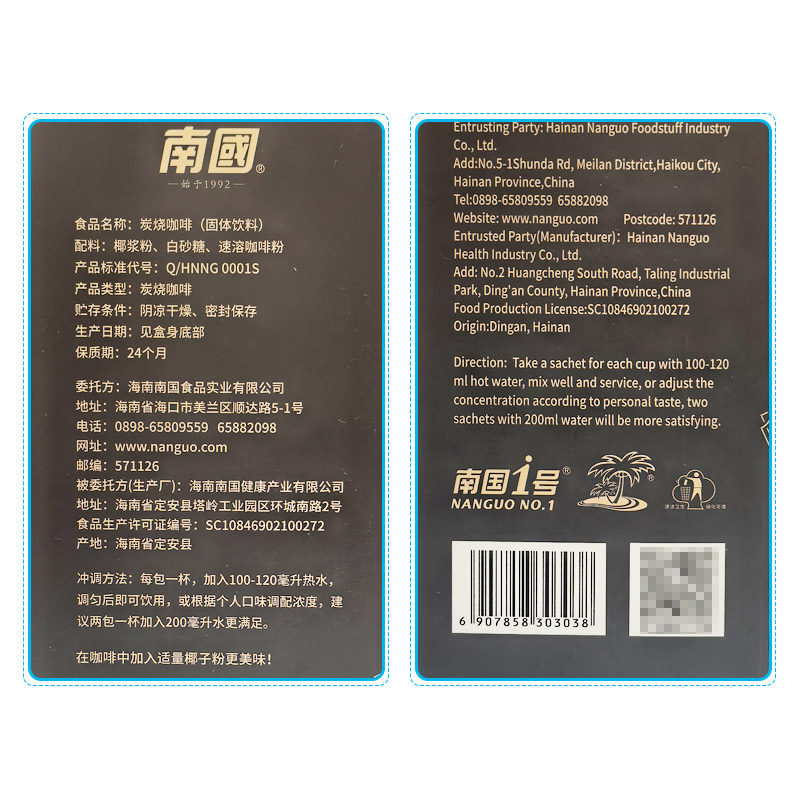 南國®
—始于1992—
食品名称：炭烧咖啡（固体饮料）
配料：椰浆粉、白砂糖、速溶咖啡粉
产品标准代号：Q/HNNG 0001S
产品类型：炭烧咖啡
贮存条件：阴凉干燥、密封保存
生产日期：见盒身底部
保质期：24个月
委托方：海南南国食品实业有限公司
地址：海南省海口市美兰区顺达路5-1号
电话：0898-65809559 65882098
网址：www.nanguo.com
邮编：571126
被委托方(生产厂)：海南南国健康产业有限公司
地址：海南省定安县塔岭工业园区环城南路2号
食品生产许可证编号：SC10846902100272
产地：海南省定安县
冲调方法：每包一杯，加入100-120毫升热水，
调匀后即可饮用，或根据个人口味调配浓度，建
议两包一杯加入200毫升水更满足。
在咖啡中加入适量椰子粉更美味！
Entrusting Party: Hainan Nanguo Foodstuff Industry
Co., Ltd.
Add:No.5-1Shunda Rd, Meilan District,Haikou City,
Hainan Province,China
Tel:0898-65809559 65882098
Website: www.nanguo.com Postcode: 571126
Entrusted Party(Manufacturer)：Hainan Nanguo
Health Industry Co., Ltd.
Add: No.2 Huangcheng South Road, Taling Industrial
Park, Ding'an County, Hainan Province,China
Food Production License:SC10846902100272
Origin:Dingan, Hainan
Direction: Take a sachet for each cup with 100-120
ml hot water, mix well and service, or adjust the
concentration according to personal taste, two
sachets with 200ml water will be more satisfying.
南国1号®
NANGUO NO.1
®
清洁卫生 绿化环境
6 907858 303038